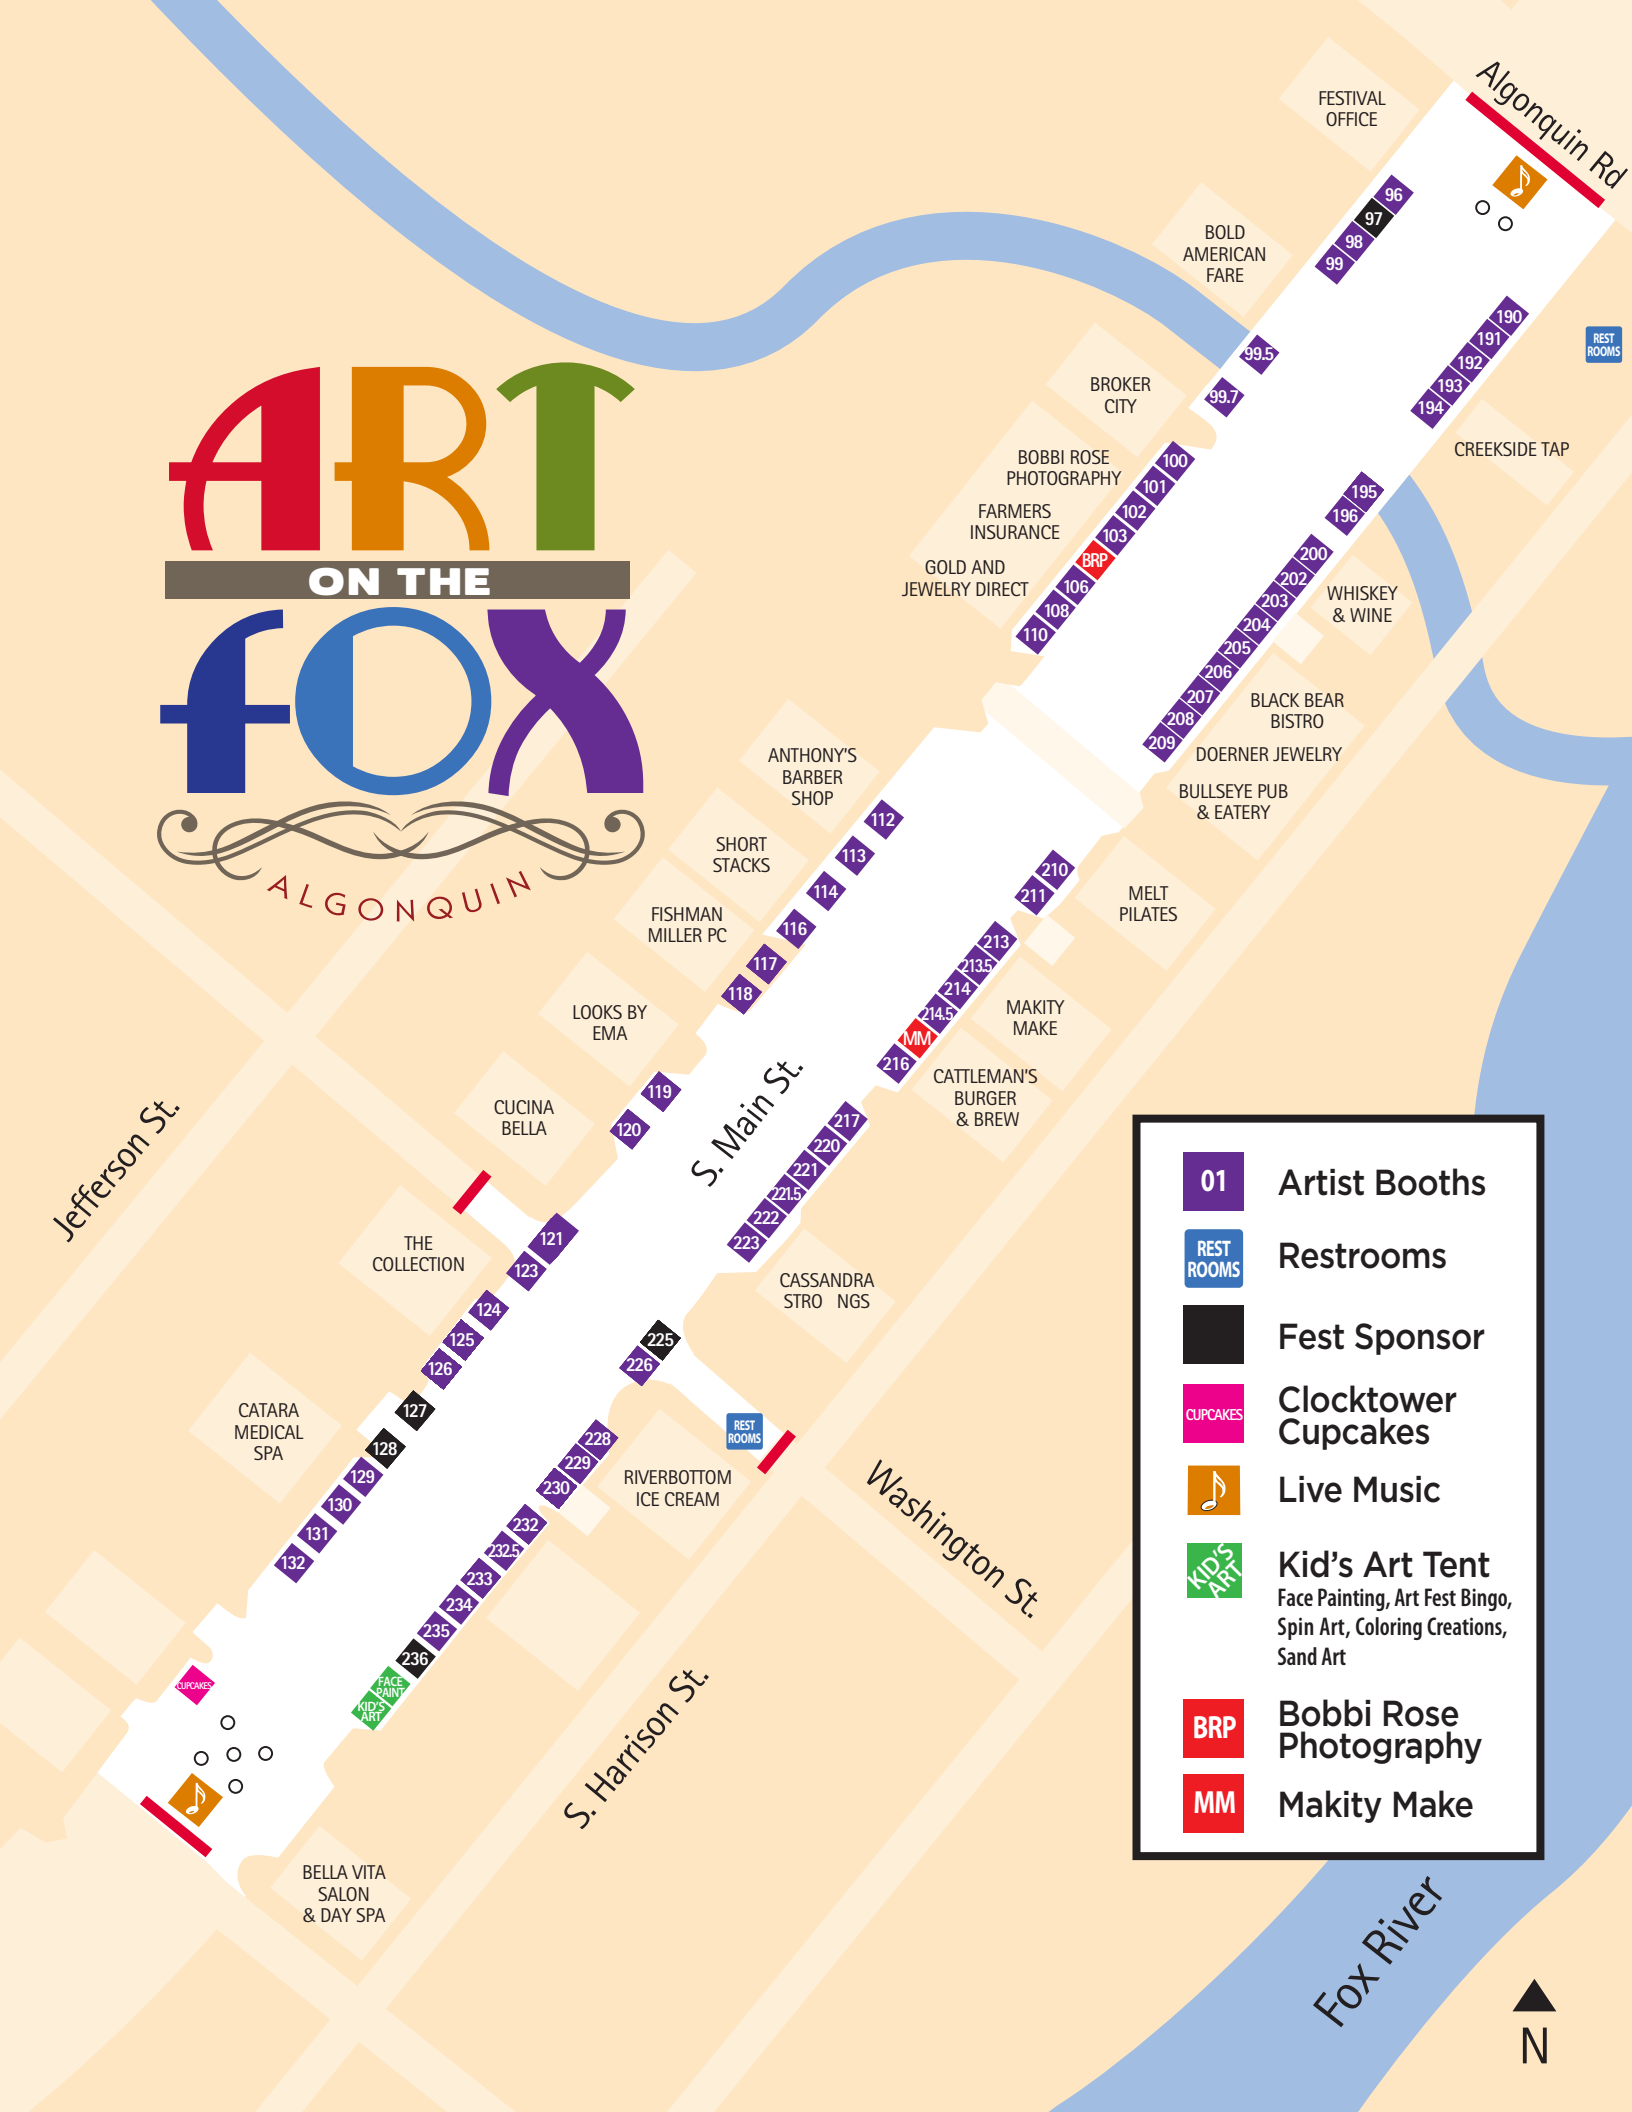 Algonquin Rd
FESTIVAL
OFFICE
96
97
98
99
BOLD
AMERICAN
FARE
190
191
192
193
194
REST
ROOMS
99.5
99.7
BROKER
CITY
CREEKSIDE TAP
BOBBI ROSE
PHOTOGRAPHY
FARMERS
INSURANCE
GOLD AND
JEWELRY DIRECT
100
101
102
103
BRP
106
108
110
195
196
200
202
203
204
205
206
207
208
209
WHISKEY
& WINE
BLACK BEAR
BISTRO
DOERNER JEWELRY
BULLSEYE PUB
& EATERY
ART
ON THE
FOX
ALGONQUIN
ANTHONY'S
BARBER
SHOP
SHORT
STACKS
FISHMAN
MILLER PC
LOOKS BY
EMA
112
113
114
116
117
118
210
211
MELT
PILATES
213
213.5
214
214.5
MM
216
MAKITY
MAKE
CATTLEMAN'S
BURGER
& BREW
CUCINA
BELLA
119
120
S. Main St.
217
220
221
221.5
222
223
Jefferson St.
THE
COLLECTION
121
123
124
125
126
127
128
129
130
131
132
CASSANDRA
STRO NGS
225
226
CATARA
MEDICAL
SPA
REST
ROOMS
228
229
230
RIVERBOTTOM
ICE CREAM
Washington St.
232
232.5
233
234
235
236
FACE
PAINT
KID'S
ART
CUPCAKES
S. Harrison St.
BELLA VITA
SALON
& DAY SPA
01
Artist Booths
REST
ROOMS
Restrooms
Fest Sponsor
CUPCAKES
Clocktower
Cupcakes
Live Music
KID'S
ART
Kid's Art Tent
Face Painting, Art Fest Bingo,
Spin Art, Coloring Creations,
Sand Art
BRP
Bobbi Rose
Photography
MM
Makity Make
Fox River
N